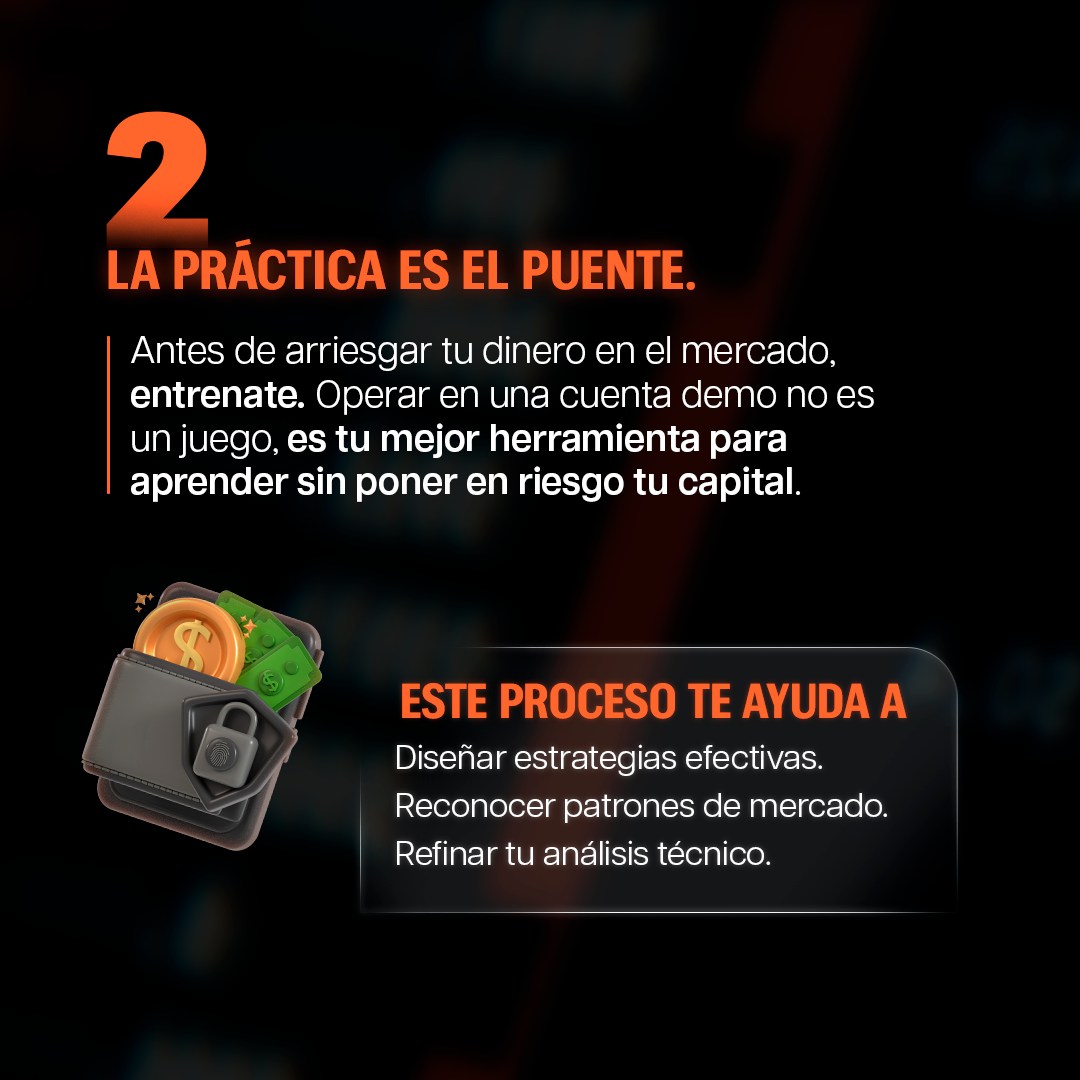 2
LA PRÁCTICA ES EL PUENTE.
Antes de arriesgar tu dinero en el mercado,
entrenate. Operar en una cuenta demo no es
un juego, es tu mejor herramienta para
aprender sin poner en riesgo tu capital.
ESTE PROCESO TE AYUDA A
Diseñar estrategias efectivas.
Reconocer patrones de mercado.
Refinar tu análisis técnico.